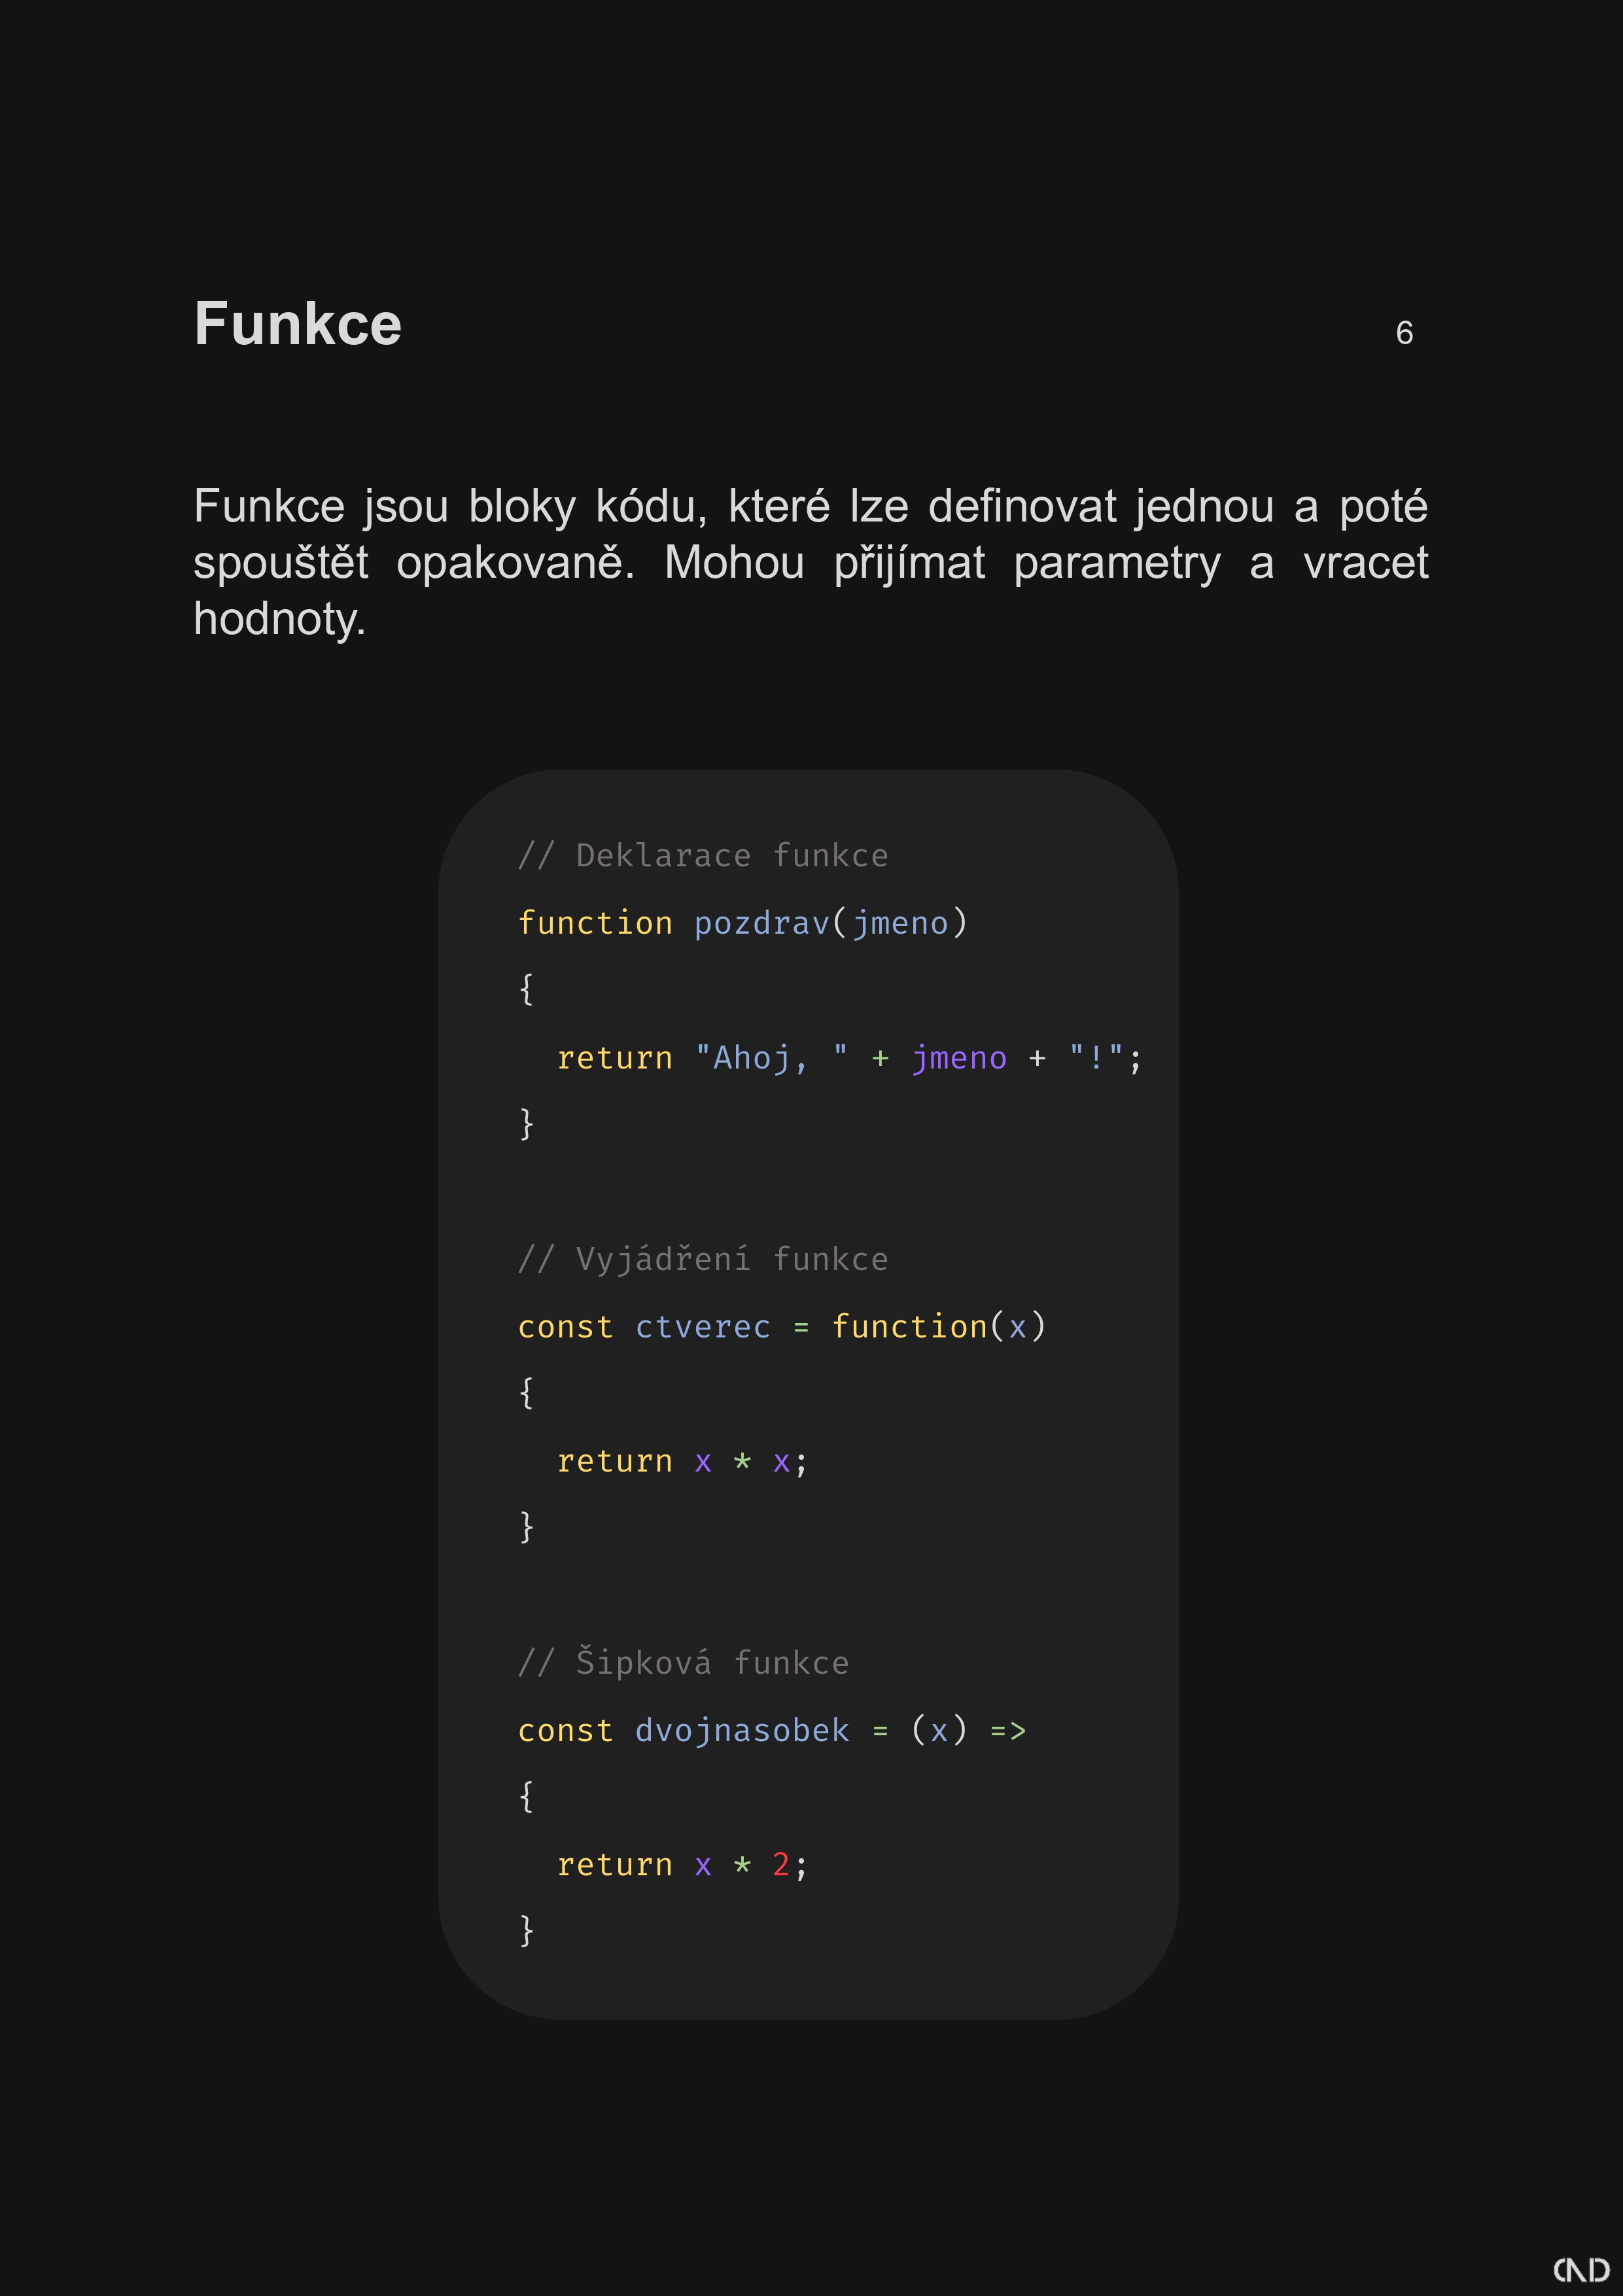 Funkce
6
Funkce jsou bloky kódu, které lze definovat jednou a poté
spouštět opakovaně. Mohou přijímat parametry a vracet
hodnoty.
// Deklarace funkce
function pozdrav(jmeno)
{
  return "Ahoj, " + jmeno + "!";
}
// Vyjádření funkce
const ctverec = function(x)
{
  return x * x;
}
// Šipková funkce
const dvojnasobek = (x) =>
{
  return x * 2;
}